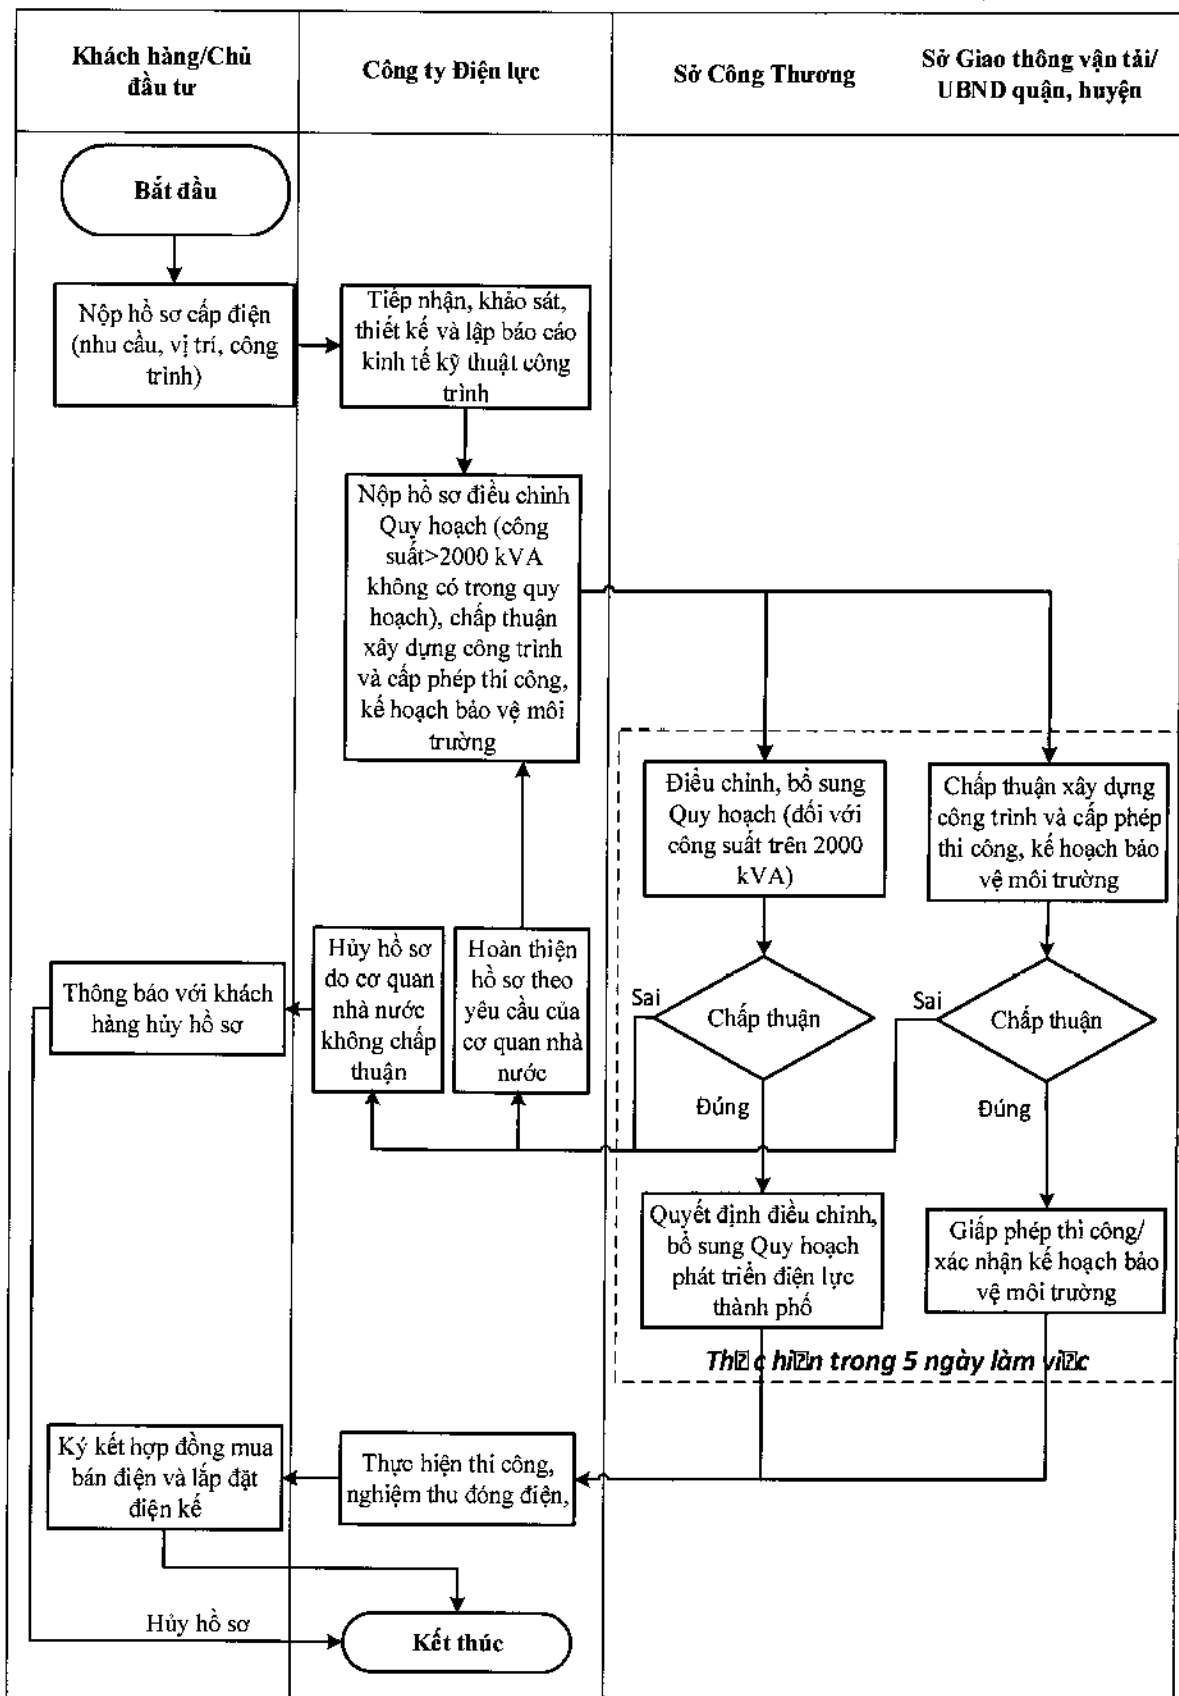 Khách hàng/Chủ
đầu tư
Công ty Điện lực
Sở Công Thương
Sở Giao thông vận tải/
UBND quận, huyện
Bắt đầu
Nộp hồ sơ cấp điện
(nhu cầu, vị trí, công
trình)
Tiếp nhận, khảo sát,
thiết kế và lập báo cáo
kinh tế kỹ thuật công
trình
Nộp hồ sơ điều chỉnh
Quy hoạch (công
suất>2000 kVA
không có trong quy
hoạch), chấp thuận
xây dựng công trình
và cấp phép thi công,
kế hoạch bảo vệ môi
trường
Điều chỉnh, bổ sung
Quy hoạch (đối với
công suất trên 2000
kVA)
Chấp thuận xây dựng
công trình và cấp phép
thi công, kế hoạch bảo
vệ môi trường
Thông báo với khách
hàng hủy hồ sơ
Hủy hồ sơ
do cơ quan
nhà nước
không chấp
thuận
Hoàn thiện
hồ sơ theo
yêu cầu của
cơ quan nhà
nước
Sai
Chấp thuận
Sai
Chấp thuận
Đúng
Đúng
Quyết định điều chỉnh,
bổ sung Quy hoạch
phát triển điện lực
thành phố
Giấp phép thi công/
xác nhận kế hoạch bảo
vệ môi trường
Th⍰c hi⍰n trong 5 ngày làm vi⍰c
Ký kết hợp đồng mua
bán điện và lắp đặt
điện kế
Thực hiện thi công,
nghiệm thu đóng điện,
Hủy hồ sơ
Kết thúc